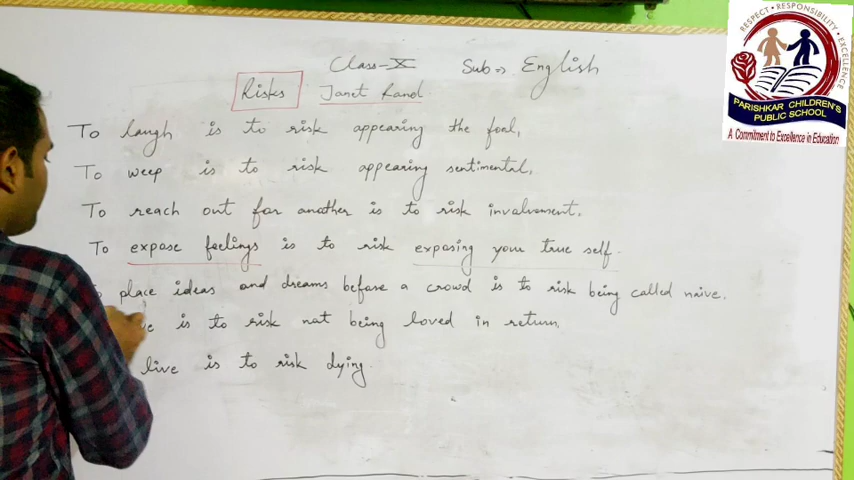 Class-X Sub⇒ English
Risks Janet Rand
To laugh is to risk appearing the fool,
To weep is to risk appearing sentimental,
To reach out for another is to risk involvement,
To expose feelings is to risk exposing your true self.
place ideas and dreams before a crowd is to risk being called naive.
is to risk not being loved in return,
live is to risk dying
RESPECT • RESPONSIBILITY • EXCELLENCE
PARISHKAR CHILDREN'S
PUBLIC SCHOOL
A Commitment to Excellence in Education